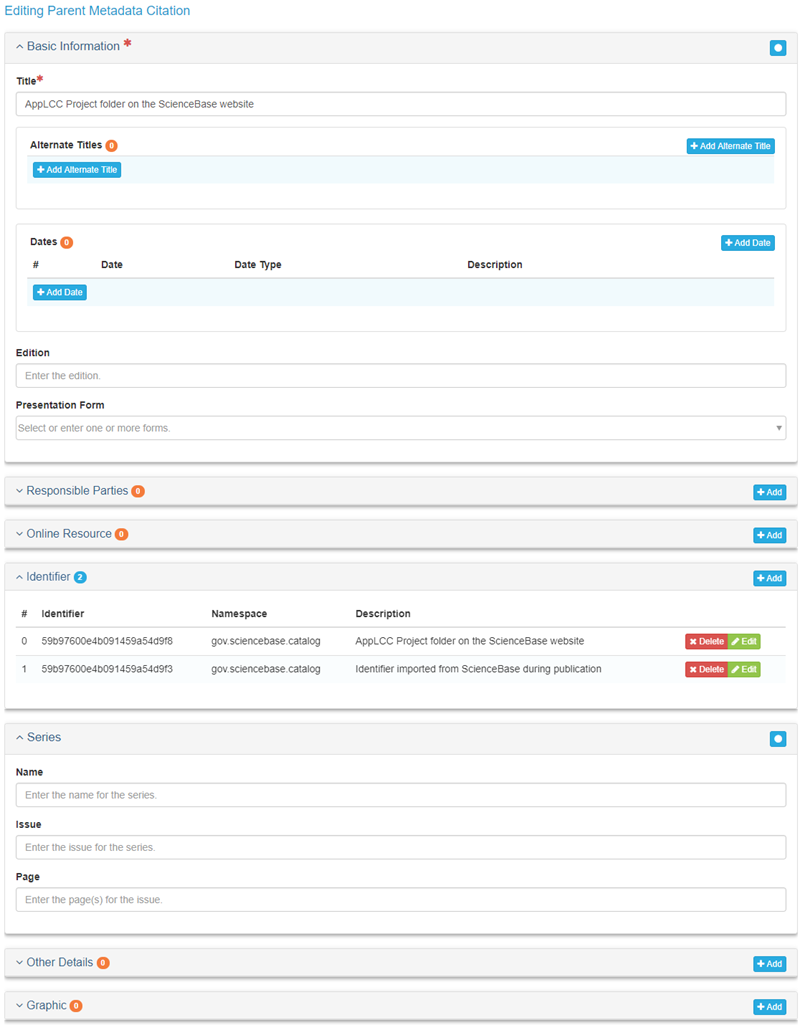 Editing Parent Metadata Citation
Basic Information *
Title*
AppLCC Project folder on the ScienceBase website
Alternate Titles 0 Add Alternate Title
Add Alternate Title
Dates 0 Add Date
# Date Date Type Description
Add Date
Edition
Enter the edition.
Presentation Form
Select or enter one or more forms.
Responsible Parties 0 Add
Online Resource 0 Add
Identifier 2 Add
# Identifier Namespace Description
0 59b97600e4b091459a54d9f8 gov.sciencebase.catalog AppLCC Project folder on the ScienceBase website Delete Edit
1 59b97600e4b091459a54d9f3 gov.sciencebase.catalog Identifier imported from ScienceBase during publication Delete Edit
Series
Name
Enter the name for the series.
Issue
Enter the issue for the series.
Page
Enter the page(s) for the issue.
Other Details 0 Add
Graphic 0 Add